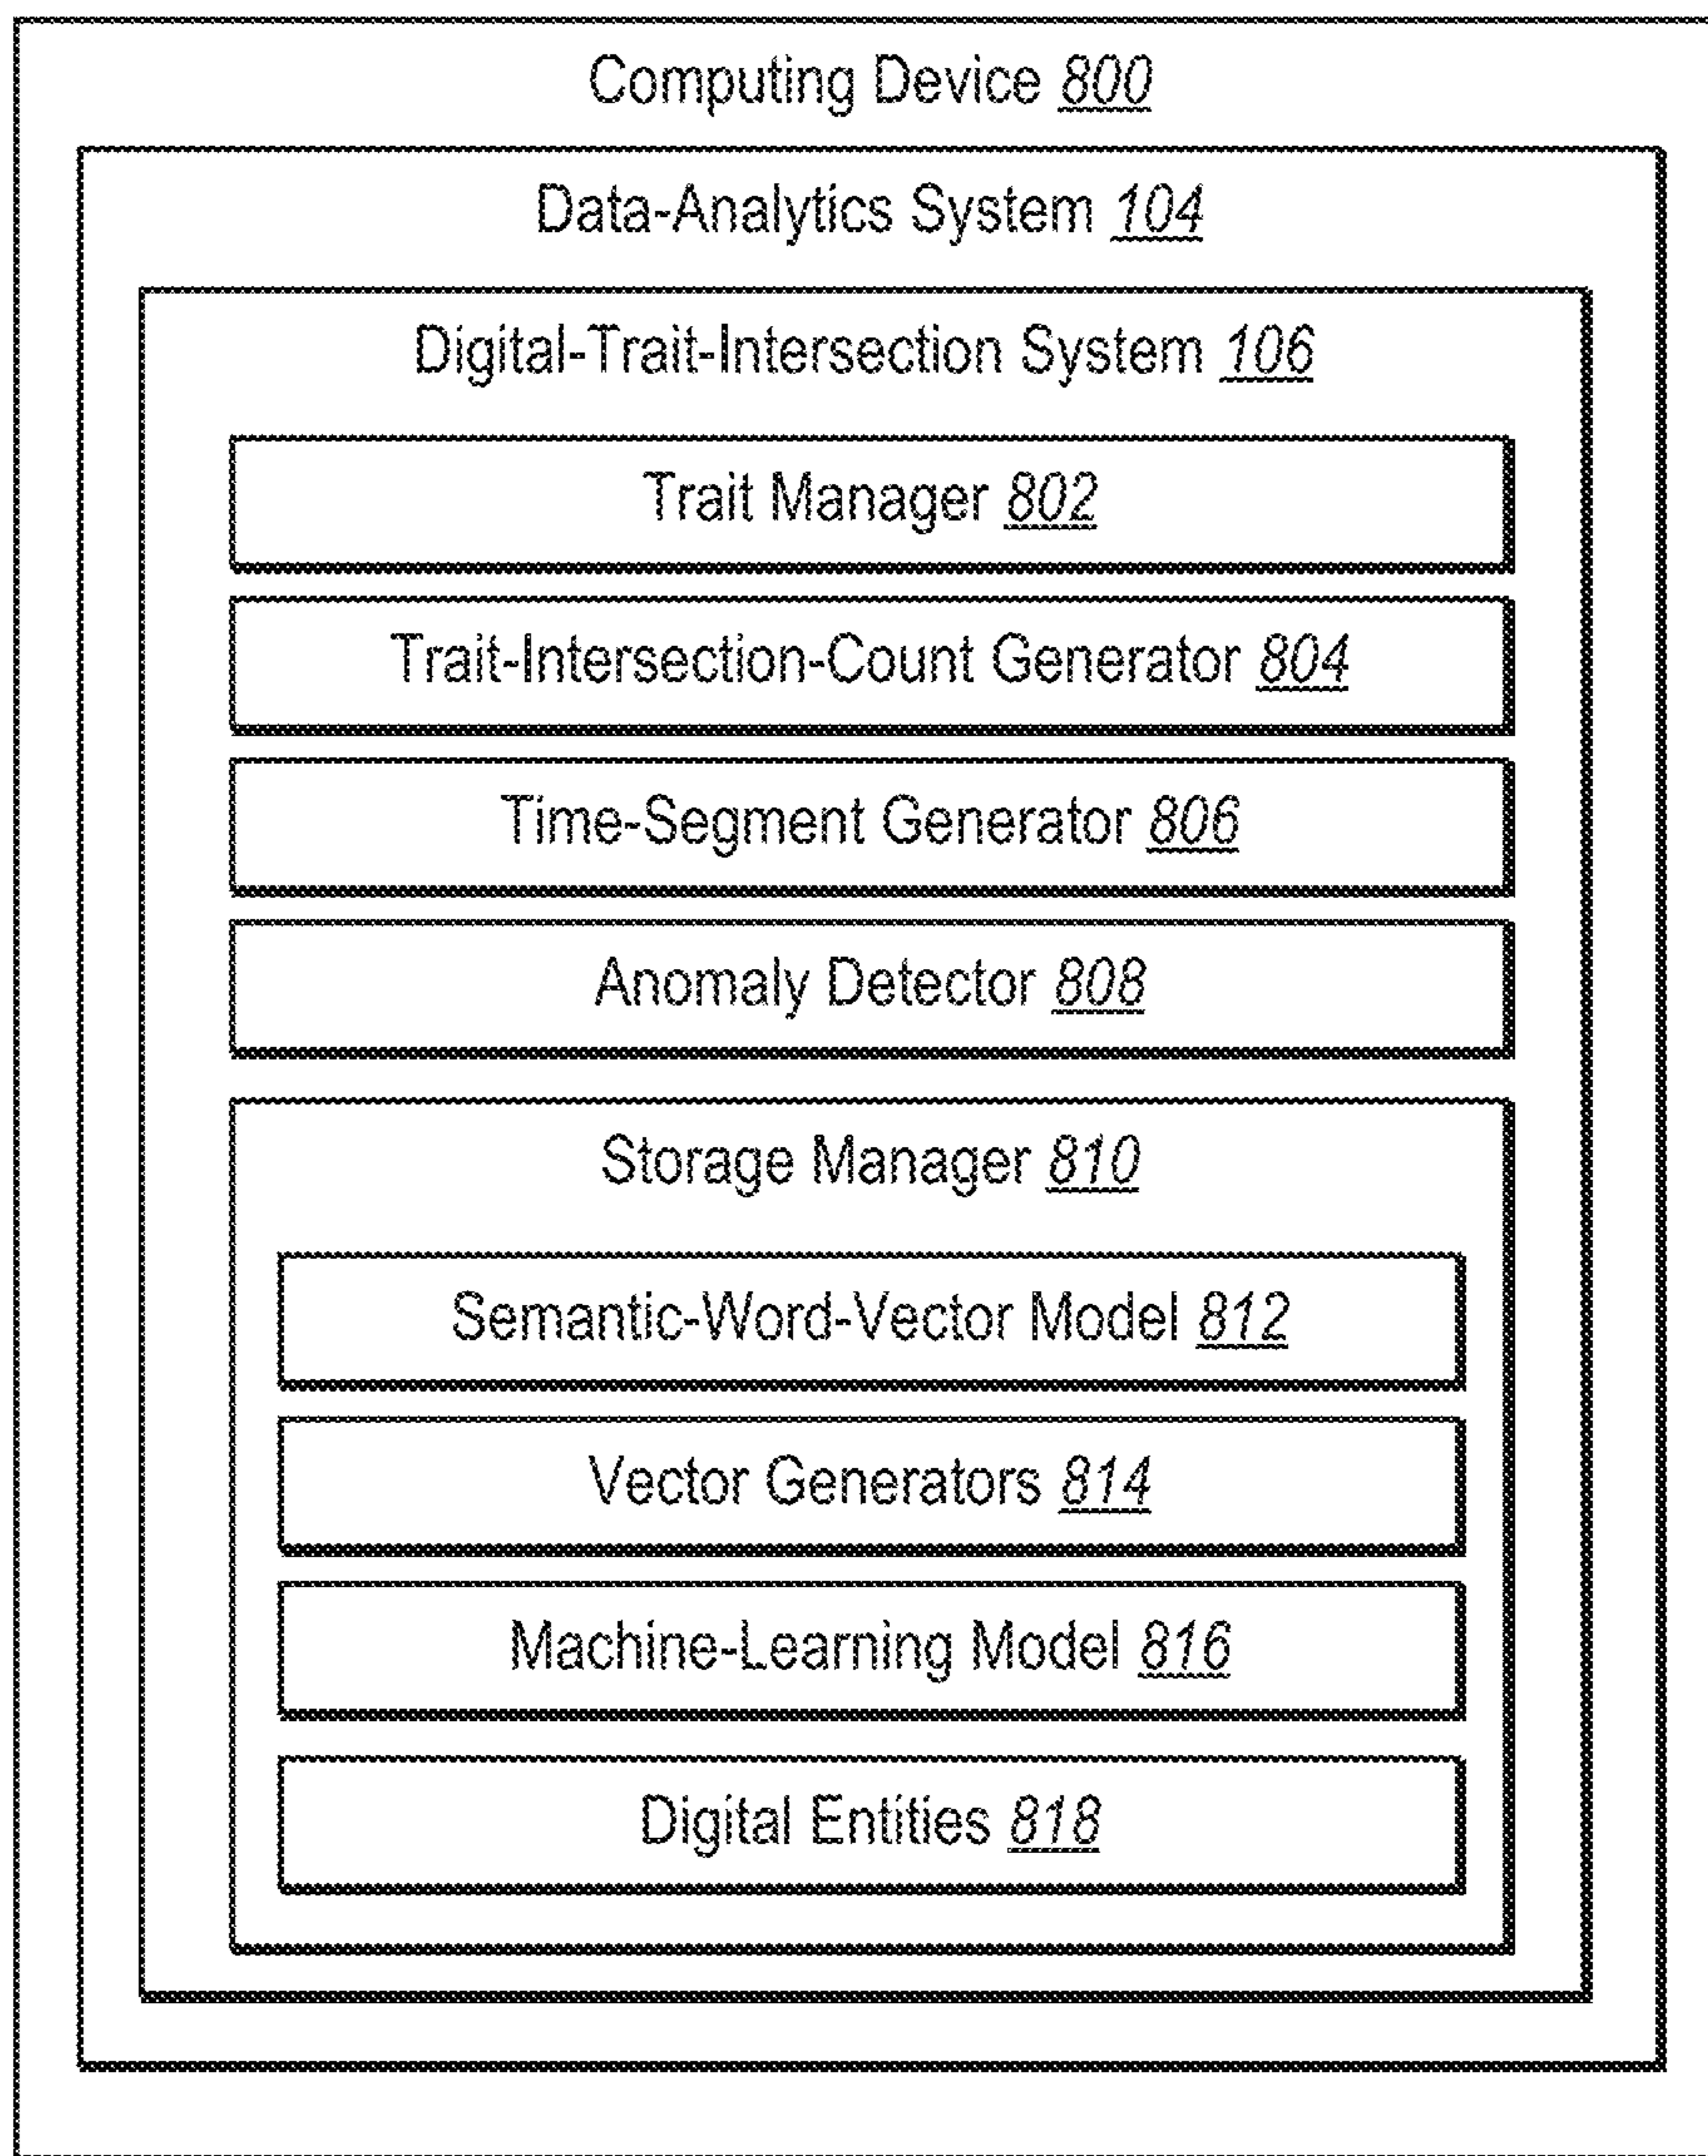 Computing Device 800
Data-Analytics System 104
Digital-Trait-Intersection System 106
Trait Manager 802
Trait-Intersection-Count Generator 804
Time-Segment Generator 806
Anomaly Detector 808
Storage Manager 810
Semantic-Word-Vector Model 812
Vector Generators 814
Machine-Learning Model 816
Digital Entities 818